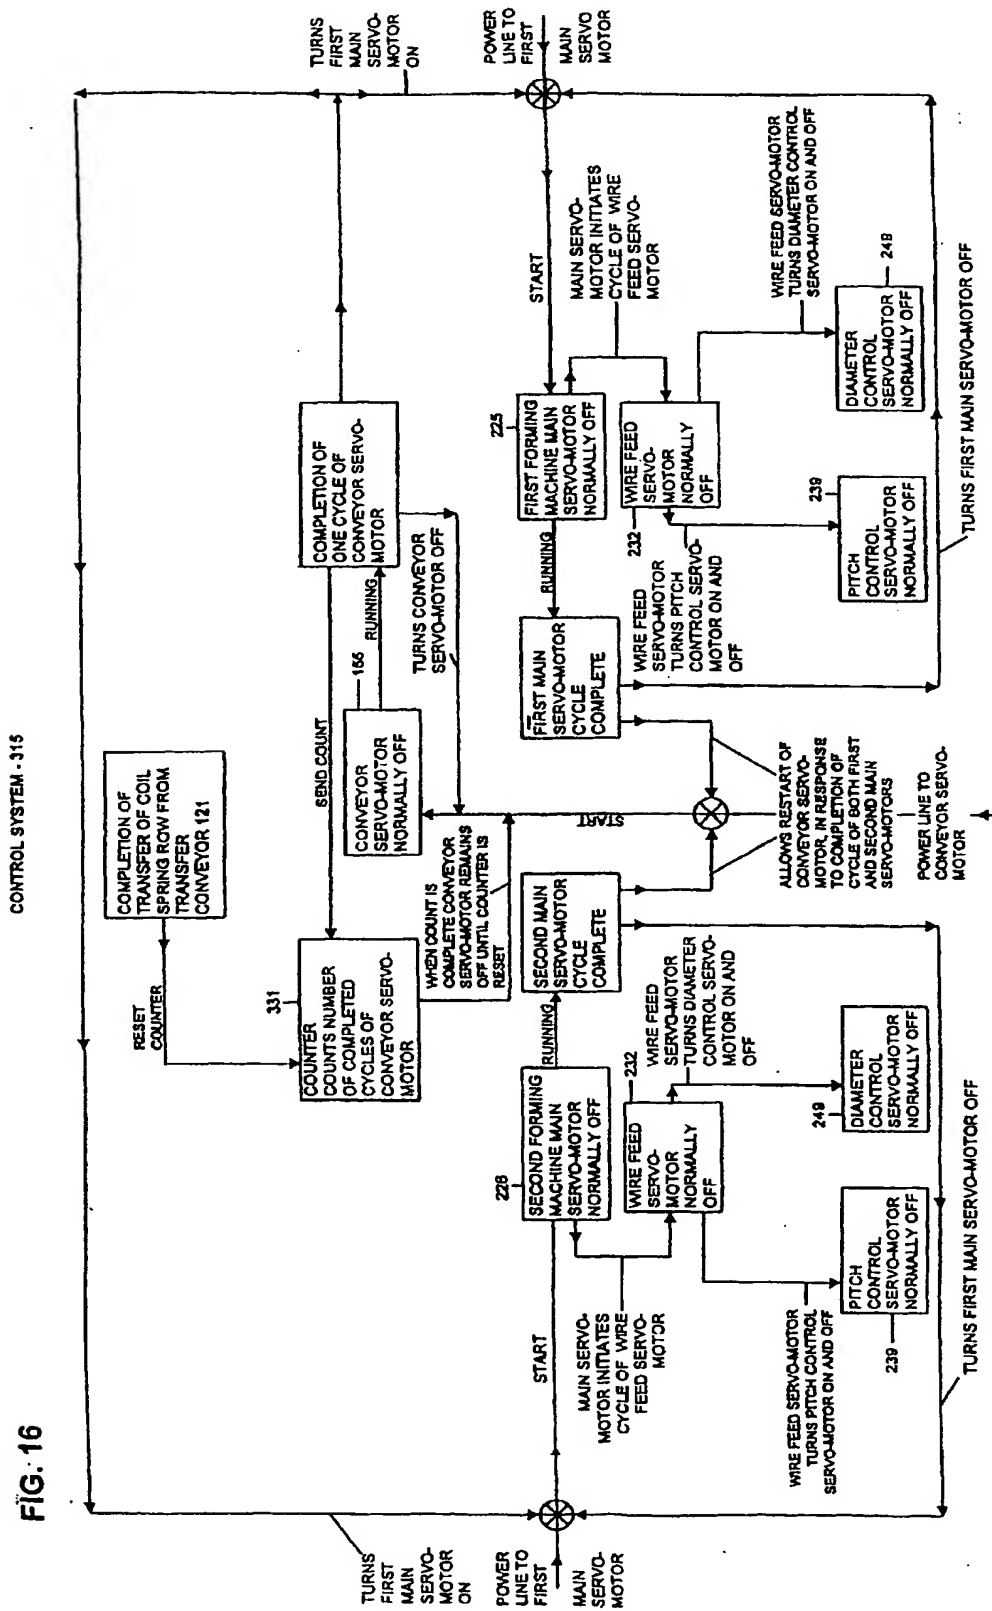 FIG. 16
CONTROL SYSTEM - 315
TURNS
FIRST
MAIN
SERVO-
MOTOR
ON
POWER
LINE TO
FIRST
MAIN
SERVO-
MOTOR
START
RESET
COUNTER
COMPLETION OF
TRANSFER OF COIL
SPRING ROW FROM
TRANSFER
CONVEYOR 121
331
COUNTER
COUNTS NUMBER
OF COMPLETED
CYCLES OF
CONVEYOR SERVO-
MOTOR
SEND COUNT
WHEN COUNT IS
COMPLETE CONVEYOR
SERVO-MOTOR REMAINS
OFF UNTIL COUNTER IS
RESET
CONVEYOR
SERVO-MOTOR
NORMALLY OFF
155
RUNNING
COMPLETION OF
ONE CYCLE OF
CONVEYOR SERVO-
MOTOR
TURNS CONVEYOR
SERVO-MOTOR OFF
TURNS
FIRST
MAIN
SERVO-
MOTOR
ON
POWER
LINE TO
FIRST
MAIN
SERVO
MOTOR
226
SECOND FORMING
MACHINE MAIN
SERVO-MOTOR
NORMALLY OFF
RUNNING
SECOND MAIN
SERVO-MOTOR
CYCLE
COMPLETE
START
FIRST MAIN
SERVO-MOTOR
CYCLE
COMPLETE
RUNNING
225
FIRST FORMING
MACHINE MAIN
SERVO-MOTOR
NORMALLY OFF
START
MAIN SERVO-
MOTOR INITIATES
CYCLE OF WIRE
FEED SERVO-
MOTOR
WIRE FEED
SERVO-
MOTOR
NORMALLY
OFF
232
WIRE FEED
SERVO-MOTOR
TURNS DIAMETER
CONTROL SERVO-
MOTOR ON AND
OFF
WIRE FEED
SERVO-MOTOR
TURNS PITCH
CONTROL SERVO-
MOTOR ON AND
OFF
232
WIRE FEED
SERVO-
MOTOR
NORMALLY
OFF
MAIN SERVO-
MOTOR INITIATES
CYCLE OF WIRE
FEED SERVO-
MOTOR
WIRE FEED SERVO-MOTOR
TURNS PITCH CONTROL
SERVO-MOTOR ON AND OFF
239
PITCH
CONTROL
SERVO-MOTOR
NORMALLY OFF
249
DIAMETER
CONTROL
SERVO-MOTOR
NORMALLY OFF
ALLOWS RESTART OF
CONVEYOR SERVO-
MOTOR, IN RESPONSE
TO COMPLETION OF
CYCLE OF BOTH FIRST
AND SECOND MAIN
SERVO-MOTORS
POWER LINE TO
CONVEYOR SERVO-
MOTOR
239
PITCH
CONTROL
SERVO-MOTOR
NORMALLY OFF
WIRE FEED SERVO-MOTOR
TURNS DIAMETER CONTROL
SERVO-MOTOR ON AND OFF
249
DIAMETER
CONTROL
SERVO-MOTOR
NORMALLY OFF
TURNS FIRST MAIN SERVO-MOTOR OFF
TURNS FIRST MAIN SERVO-MOTOR OFF